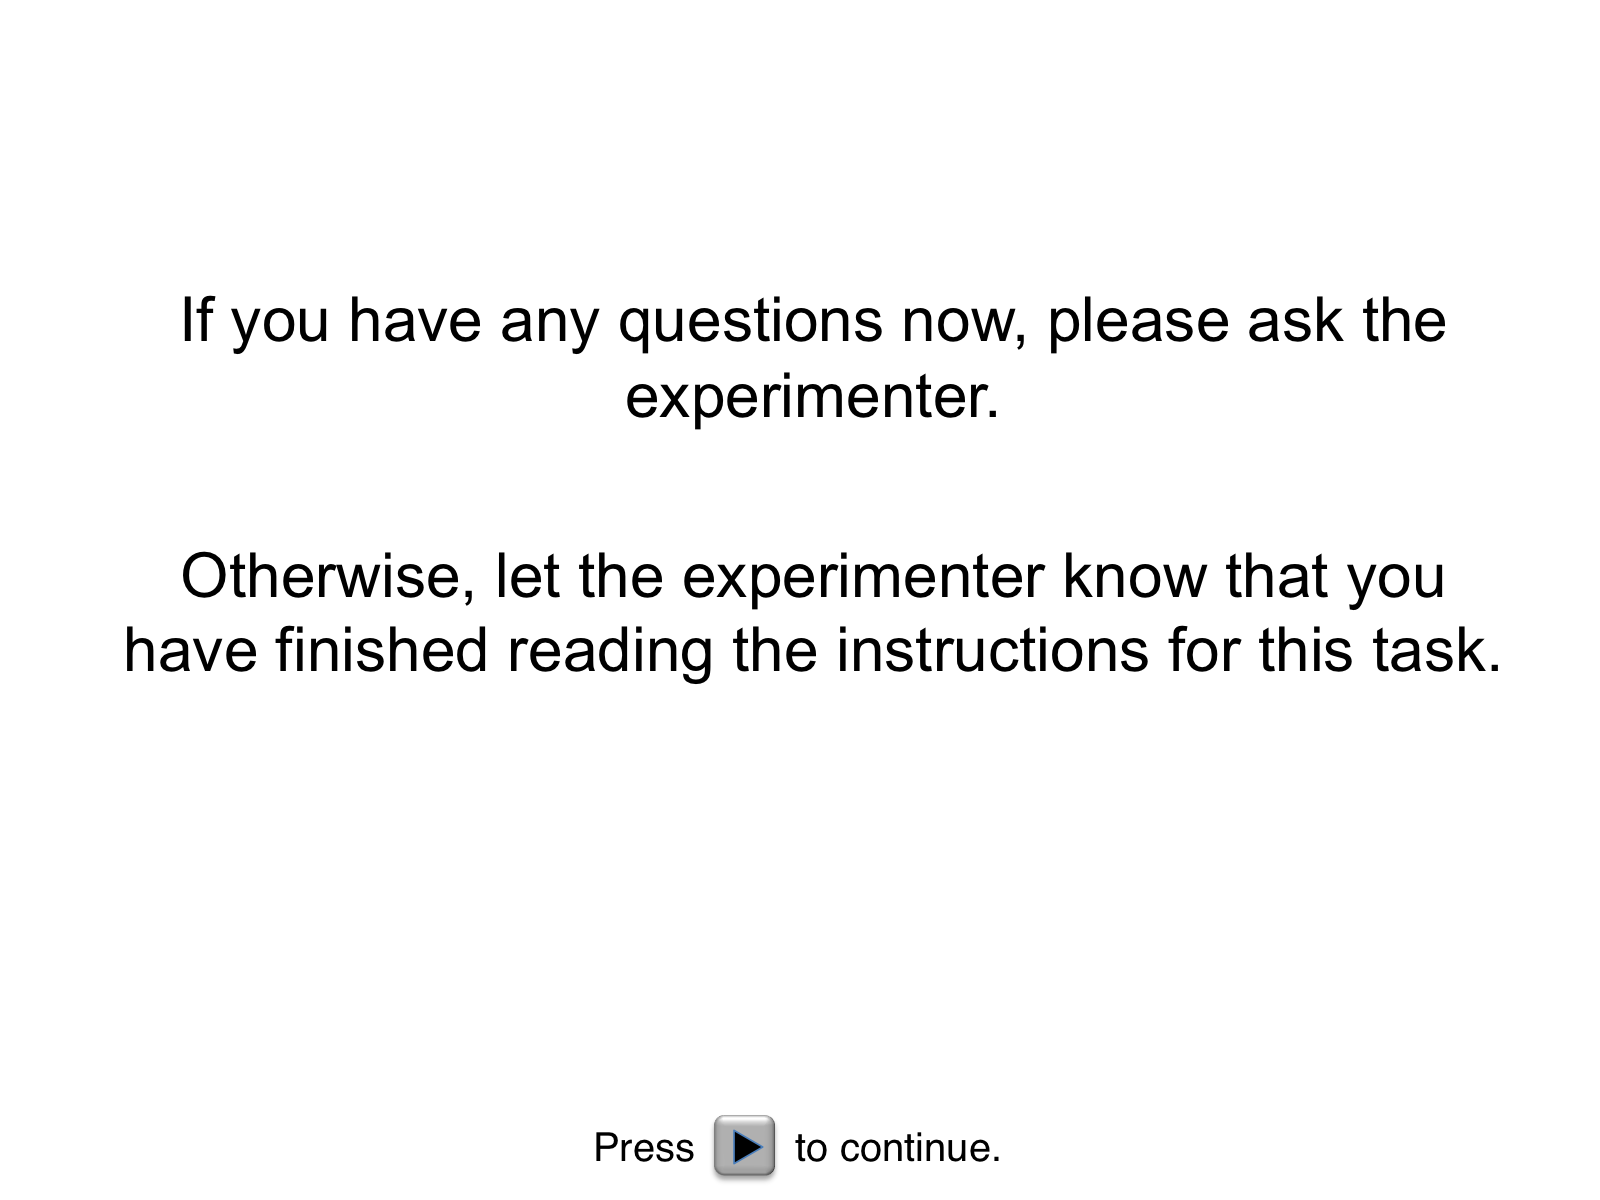 If you have any questions now, please ask the
experimenter.
Otherwise, let the experimenter know that you
have finished reading the instructions for this task.
Press to continue.